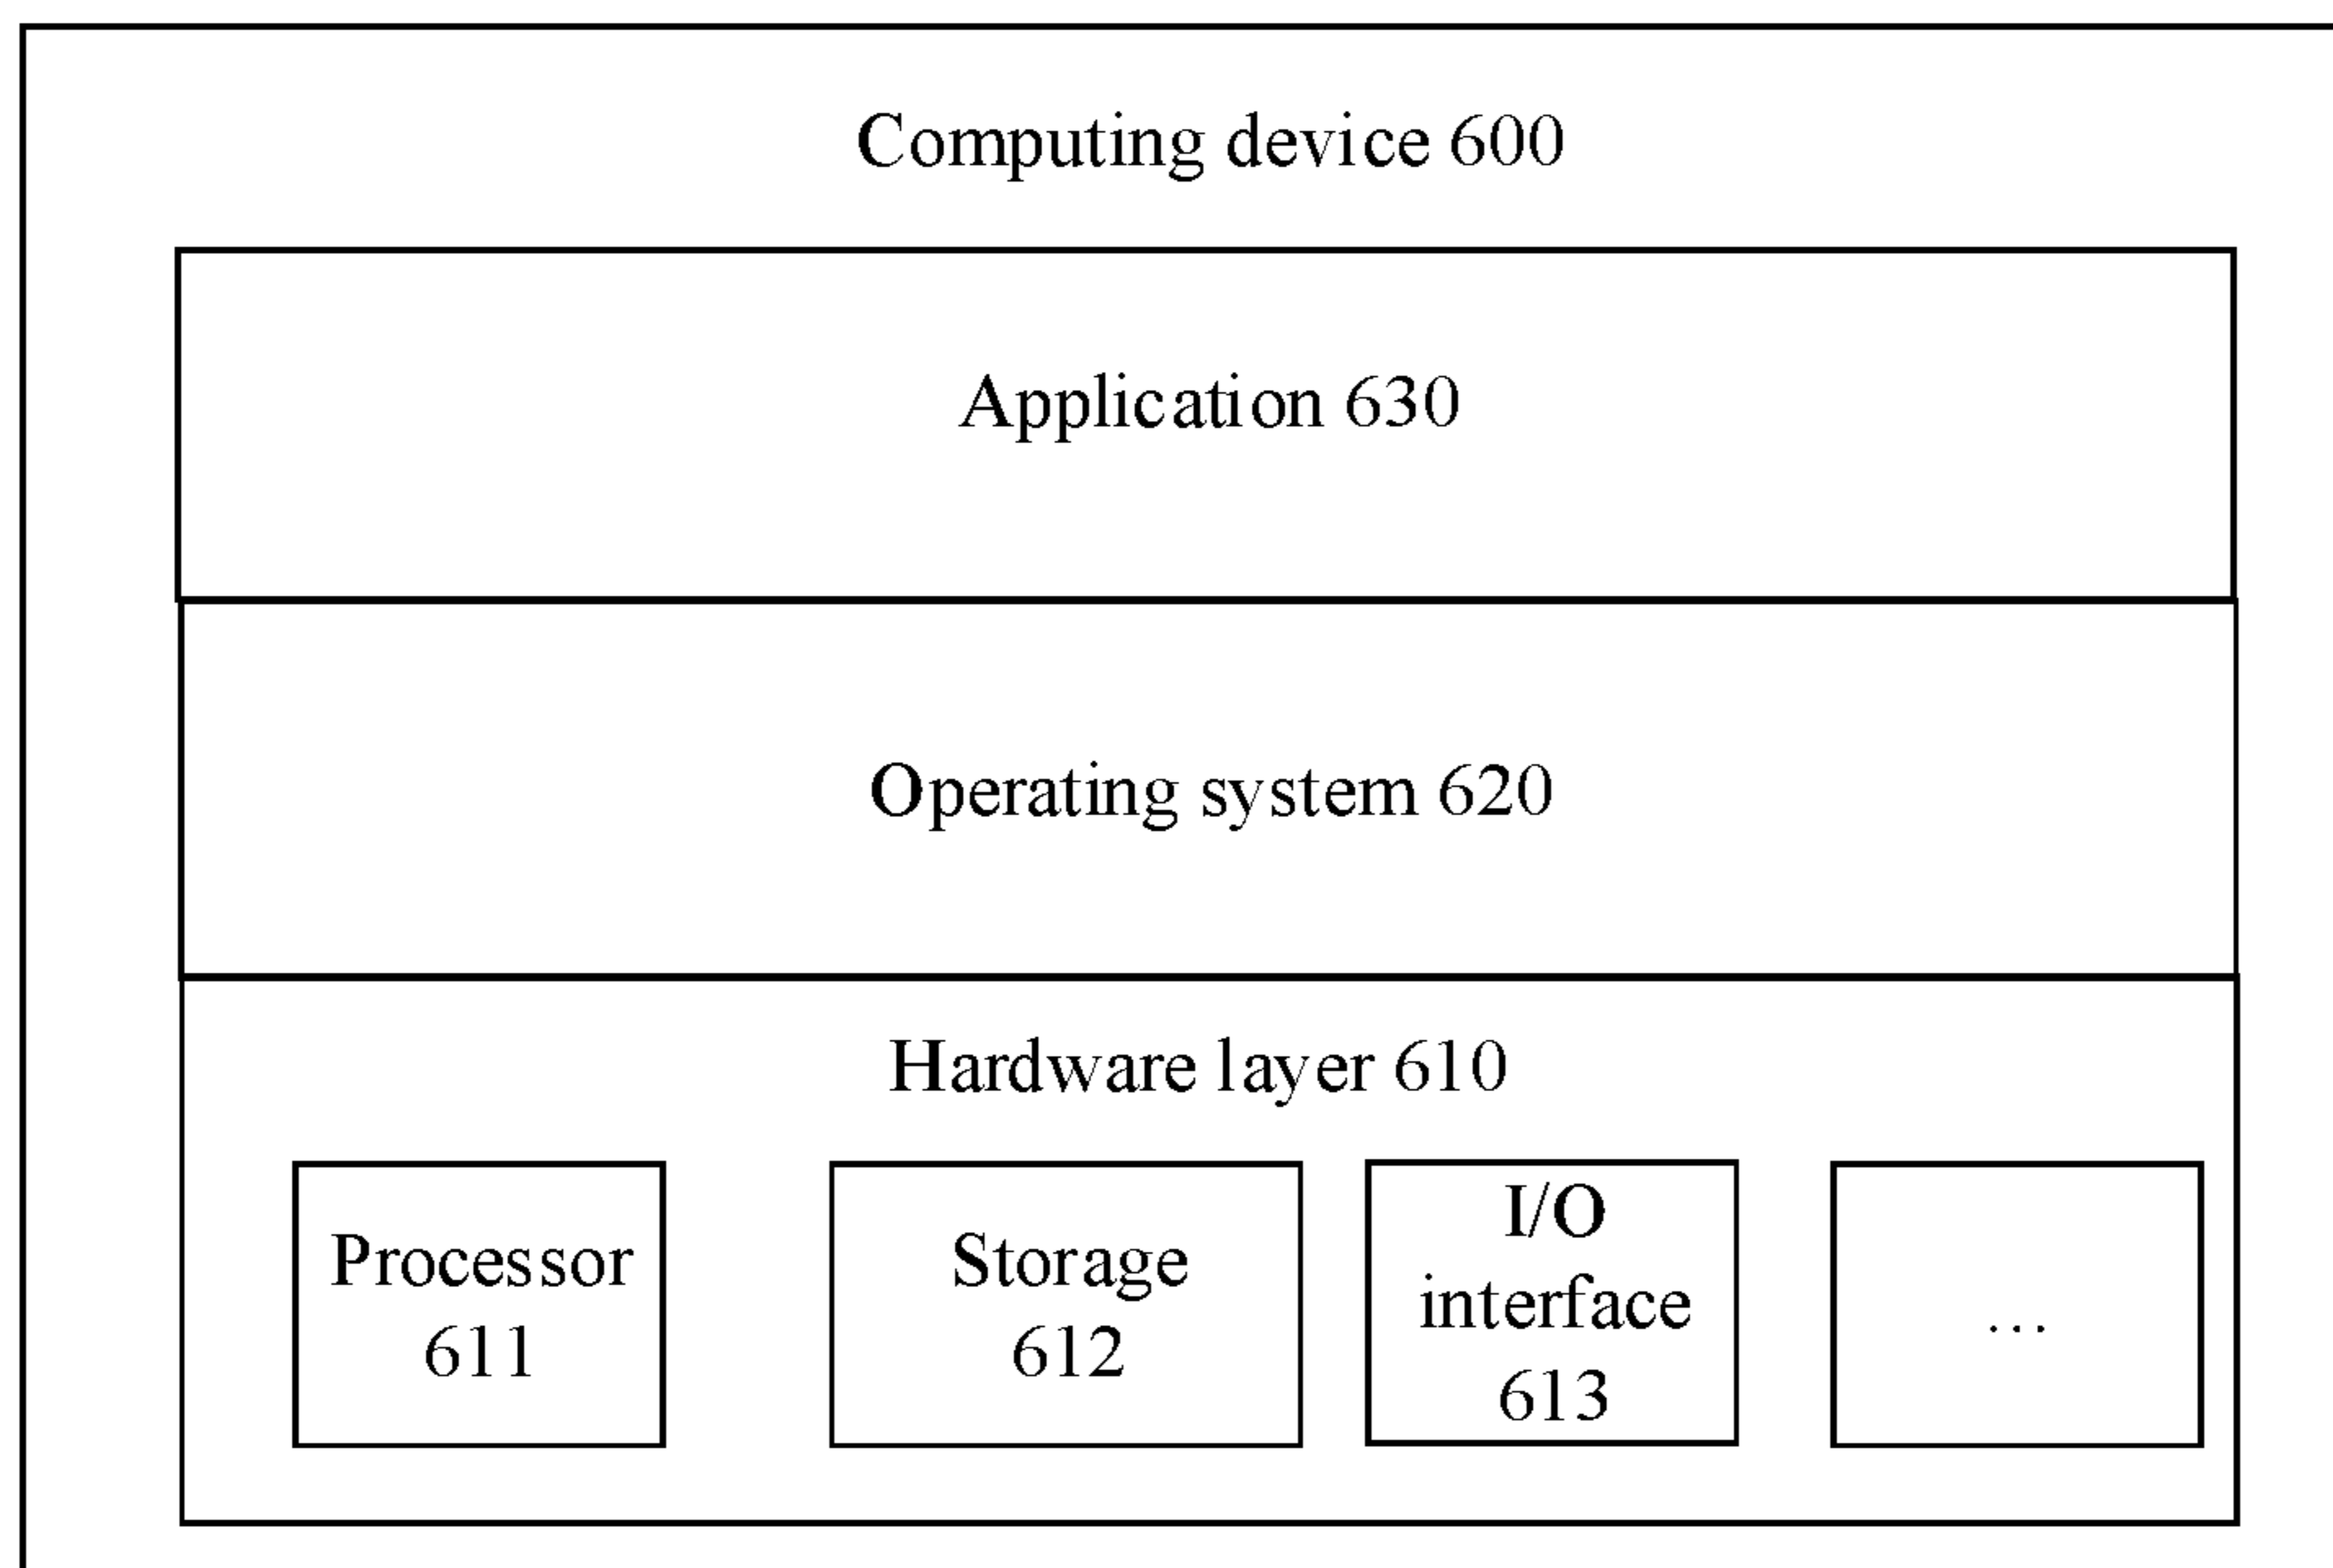 Computing device 600
Application 630
Operating system 620
Hardware layer 610
Processor
611
Storage
612
I/O
interface
613
...